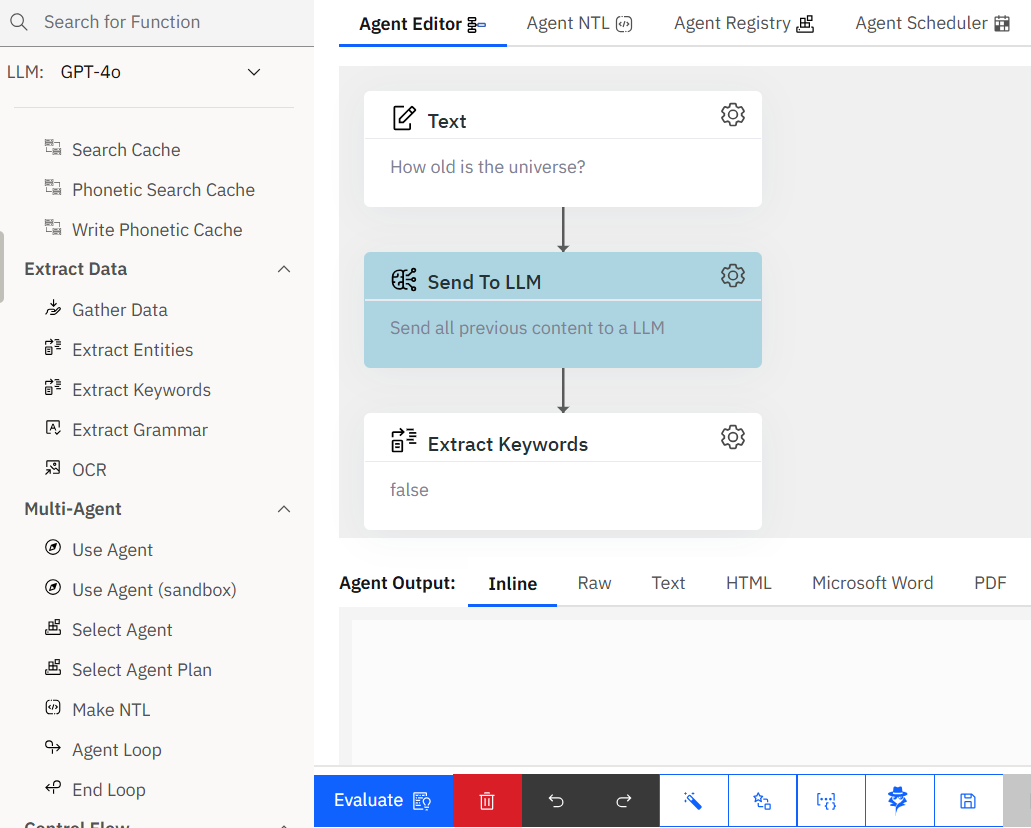 Search for Function
LLM: GPT-4o
Search Cache
Phonetic Search Cache
Write Phonetic Cache
Extract Data
Gather Data
Extract Entities
Extract Keywords
Extract Grammar
OCR
Multi-Agent
Use Agent
Use Agent (sandbox)
Select Agent
Select Agent Plan
Make NTL
Agent Loop
End Loop
Control Flow
Agent Editor Agent NTL Agent Registry Agent Scheduler
Text
How old is the universe?
Send To LLM
Send all previous content to a LLM
Extract Keywords
false
Agent Output: Inline Raw Text HTML Microsoft Word PDF
Evaluate